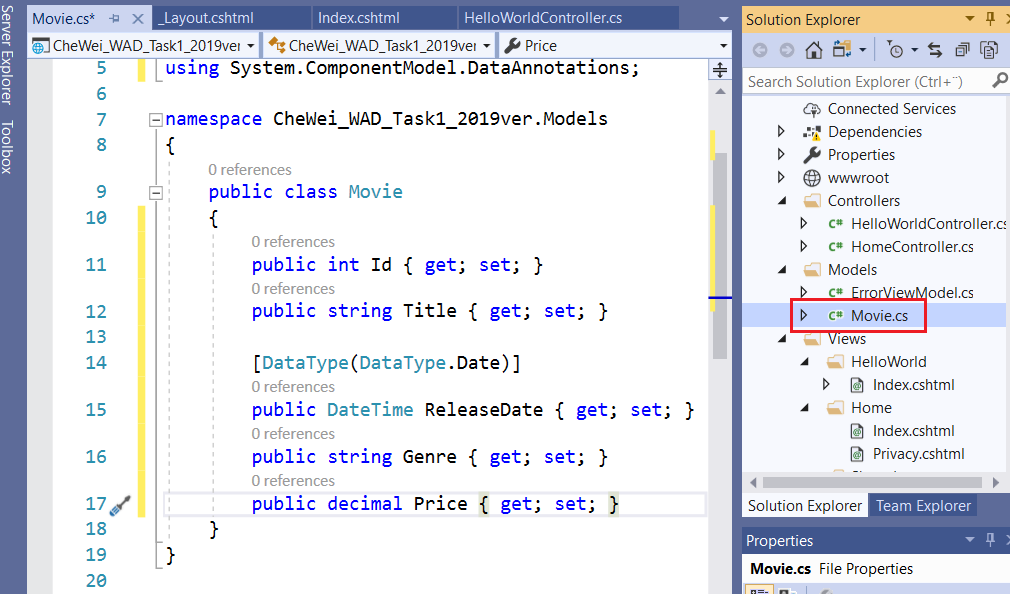 Server Explorer
Toolbox
Movie.cs*
_Layout.cshtml
Index.cshtml
HelloWorldController.cs
CheWei_WAD_Task1_2019ver
CheWei_WAD_Task1_2019ver
Price
5 using System.ComponentModel.DataAnnotations;
6
7 namespace CheWei_WAD_Task1_2019ver.Models
8 {
0 references
9 public class Movie
10 {
0 references
11 public int Id { get; set; }
0 references
12 public string Title { get; set; }
13
14 [DataType(DataType.Date)]
0 references
15 public DateTime ReleaseDate { get; set; }
0 references
16 public string Genre { get; set; }
0 references
17 public decimal Price { get; set; }
18 }
19 }
20
Solution Explorer
Search Solution Explorer (Ctrl+¨)
Connected Services
Dependencies
Properties
wwwroot
Controllers
C# HelloWorldController.cs
C# HomeController.cs
Models
C# ErrorViewModel.cs
C# Movie.cs
Views
HelloWorld
Index.cshtml
Home
Index.cshtml
Privacy.cshtml
Solution Explorer
Team Explorer
Properties
Movie.cs File Properties